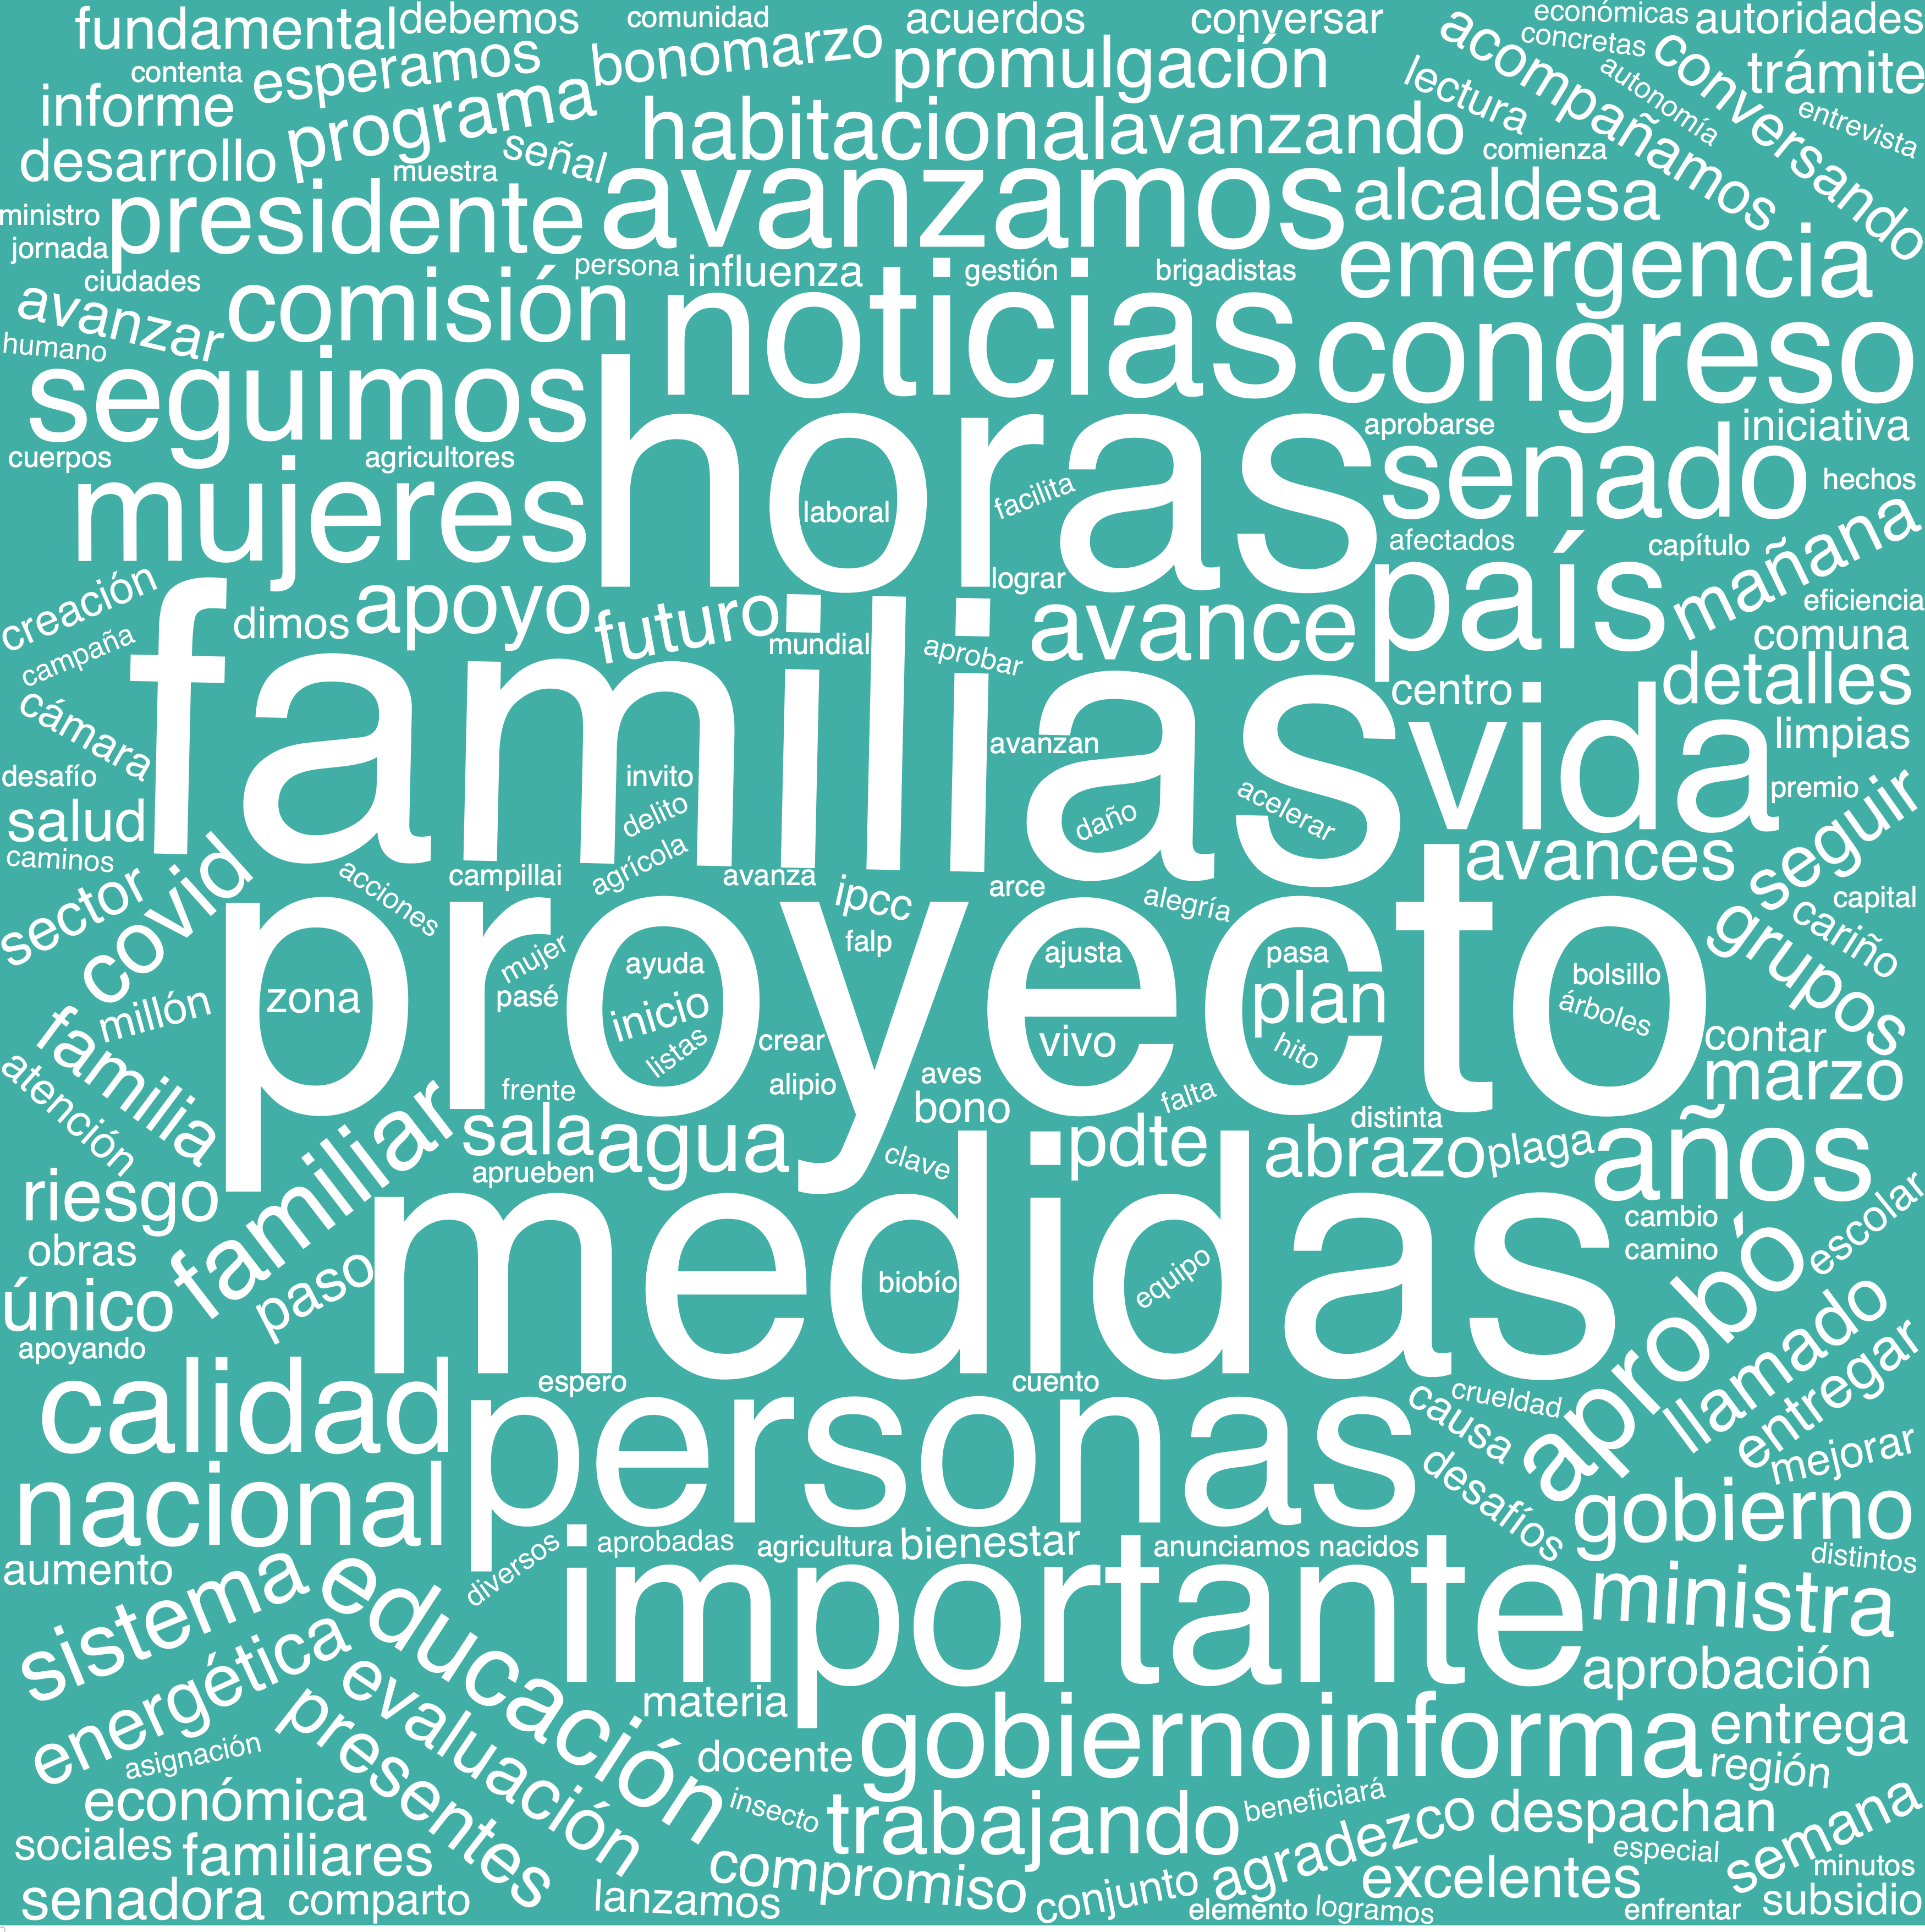 fundamental
debemos
comunidad
acuerdos
conversar
económicas
autoridades
contenta
esperamos
bonomarzo
promulgación
acompañamos
concretas
conversando
trámite
informe
programa
habitacional
avanzando
lectura
autonomía
entrevista
desarrollo
muestra
señal
comienza
ministro
presidente
avanzamos
alcaldesa
jornada
ciudades
persona
influenza
gestión
brigadistas
emergencia
avanzar
comisión
noticias
congreso
humano
seguimos
horas
aprobarse
iniciativa
cuerpos
agricultores
senado
hechos
mujeres
laboral
facilita
afectados
capítulo
mañana
creación
dimos
apoyo
futuro
lograr
avance
país
eficiencia
campaña
mundial
aprobar
comuna
cámara
familias
centro
detalles
vida
limpias
avanzan
desafío
invito
premio
salud
delito
daño
acelerar
seguir
caminos
covid
acciones
campillai
agrícola
avanza
ipcc
arce
alegría
avances
capital
sector
falp
cariño
grupos
proyecto
mujer
ayuda
ajusta
pasa
bolsillo
zona
pasé
inicio
plan
árboles
millón
familia
listas
crear
vivo
hito
contar
atención
frente
alipio
aves
marzo
familiar
sala
agua
bono
falta
distinta
aprueben
clave
pdte
abrazo
plaga
años
riesgo
medidas
cambio
escolar
obras
camino
único
paso
biobío
equipo
aprobó
llamado
apoyando
espero
cuento
entregar
calidad
personas
crueldad
causa
mejorar
nacional
desafíos
gobierno
aumento
diversos
aprobadas
agricultura
bienestar
anunciamos
nacidos
distintos
sistema
educación
importante
ministra
energética
evaluación
aprobación
materia
asignación
presentes
docente
gobiernoinforma
entrega
región
económica
insecto
trabajando
beneficiará
despachan
sociales
familiares
compromiso
agradezco
especial
semana
minutos
senadora
comparto
lanzamos
conjunto
excelentes
elemento
logramos
enfrentar
subsidio